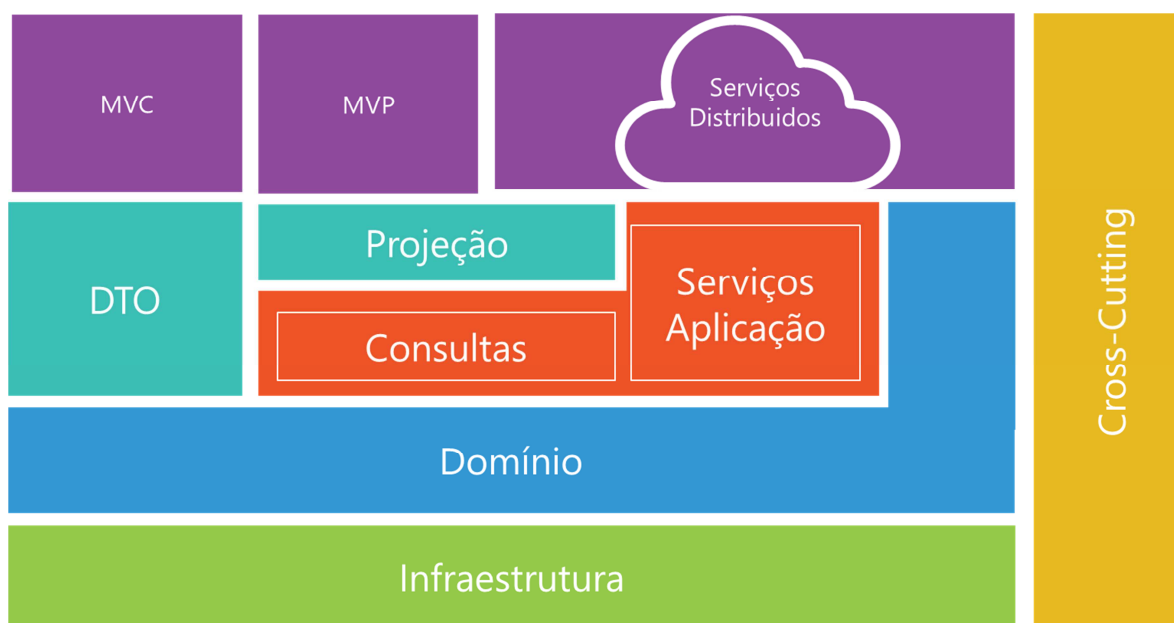 MVC
MVP
Serviços
Distribuidos
DTO
Projeção
Consultas
Serviços
Aplicação
Domínio
Infraestrutura
Cross-Cutting